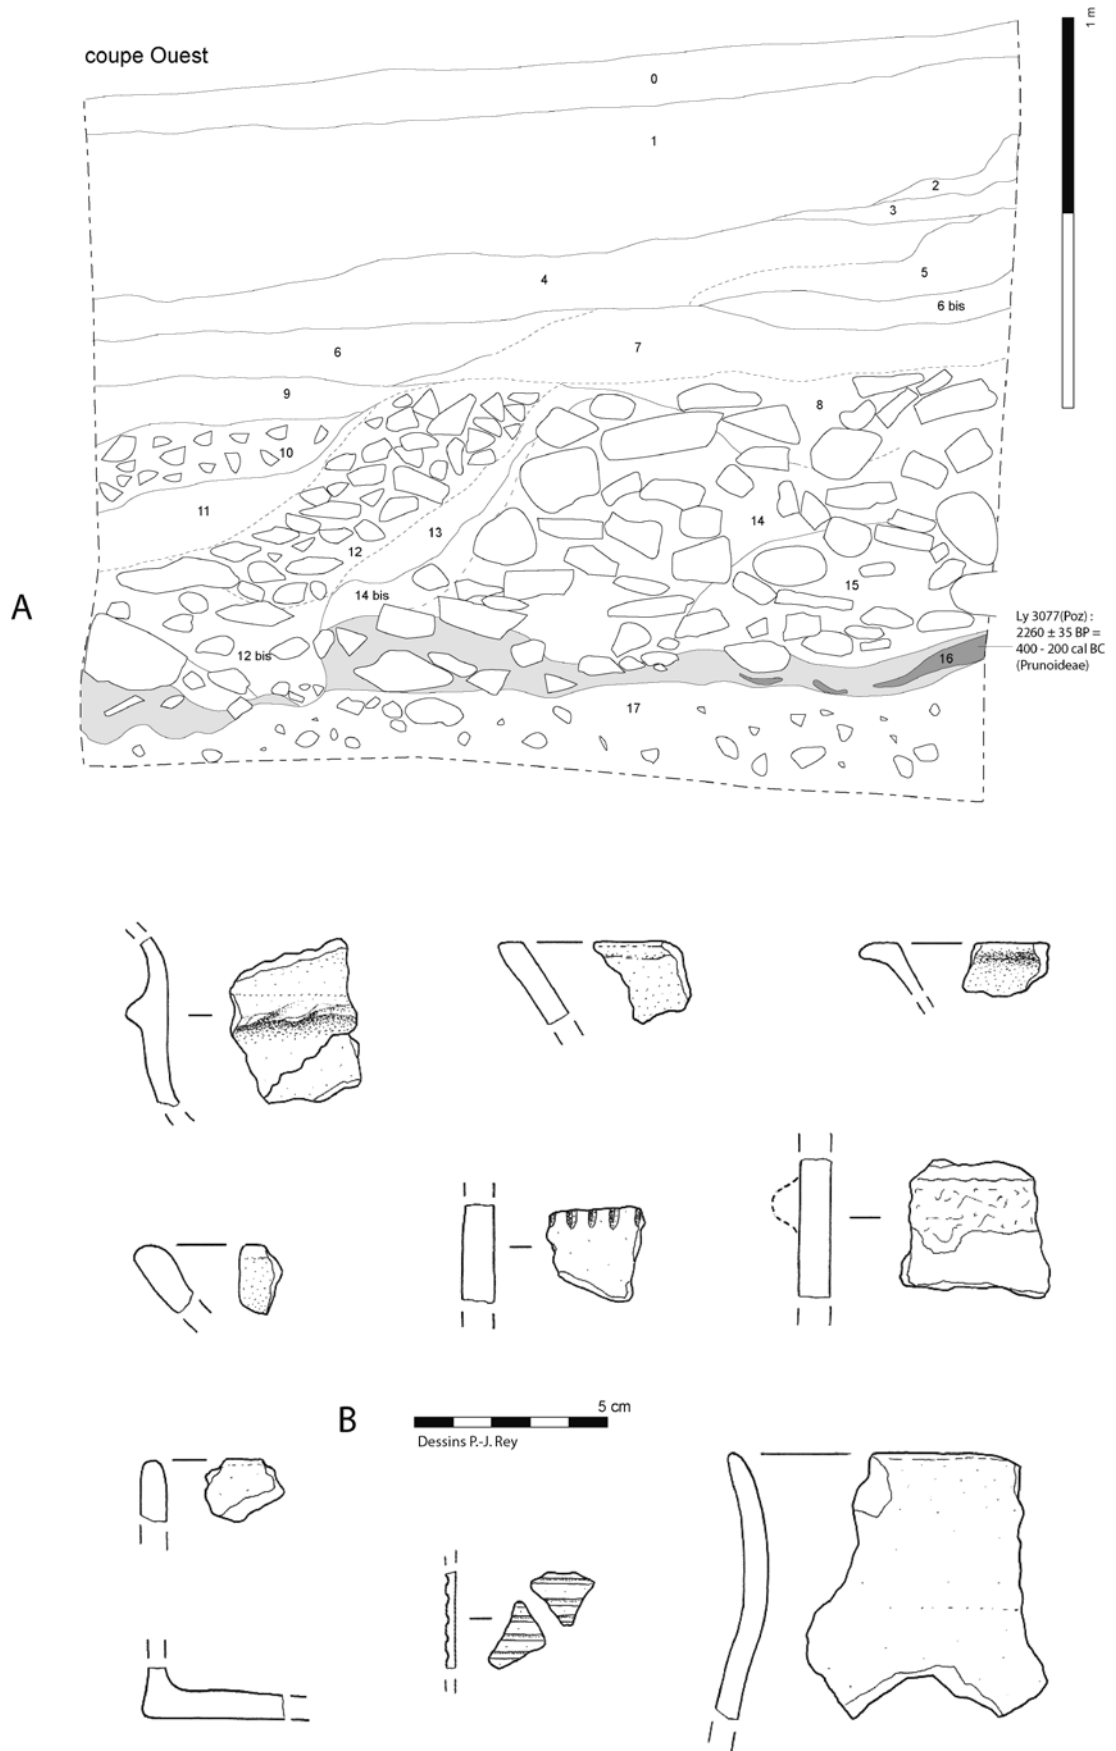 coupe Ouest
1 m
0
1
2
3
4
5
6 bis
6
7
9
8
10
11
14
13
12
15
14 bis
A
Ly 3077(Poz) :
2260 ± 35 BP =
400 - 200 cal BC
(Prunoideae)
12 bis
16
17
B
5 cm
Dessins P.-J. Rey